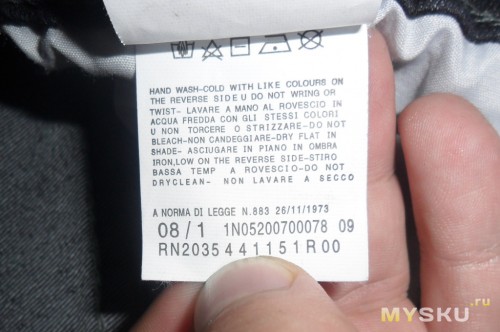 HAND WASH-COLD WITH LIKE COLOURS ON
THE REVERSE SIDE U DO NOT WRING OR
TWIST- LAVARE A MANO AL ROVESCIO IN
ACQUA FREDDA CON GLI STESSI COLORI
U NON TORCERE O STRIZZARE-DO NOT
BLEACH-NON CANDEGGIARE-DRY FLAT IN
SHADE- ASCIUGARE IN PIANO IN OMBRA
IRON,LOW ON THE REVERSE SIDE-STIRO
BASSA TEMP A ROVESCIO-DO NOT
DRYCLEAN- NON LAVARE A SECCO
A NORMA DI LEGGE N.883 26/11/1973
08/1 1N05200700078 09
RN2035441151R00
MYSKU.ru